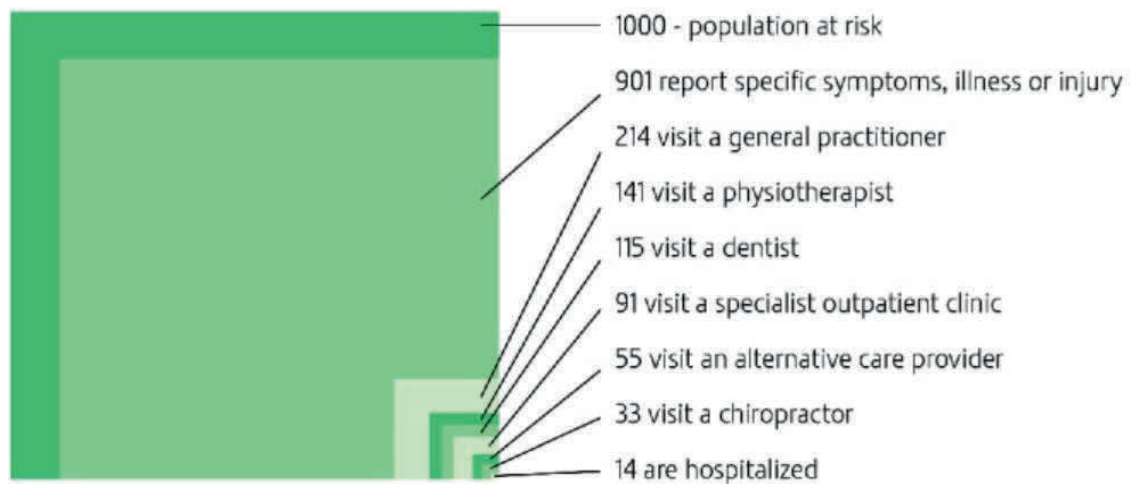 1000 - population at risk
901 report specific symptoms, illness or injury
214 visit a general practitioner
141 visit a physiotherapist
115 visit a dentist
91 visit a specialist outpatient clinic
55 visit an alternative care provider
33 visit a chiropractor
14 are hospitalized